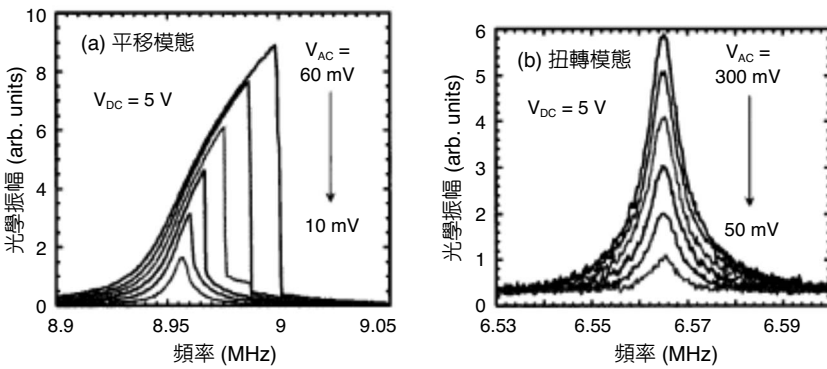 10
8
6
4
2
0
(a) 平移模態
V_AC =
60 mV
V_DC = 5 V
10 mV
光學振幅 (arb. units)
8.9 8.95 9 9.05
頻率 (MHz)
6
5
4
3
2
1
0
(b) 扭轉模態
V_AC =
300 mV
V_DC = 5 V
50 mV
光學振幅 (arb. units)
6.53 6.55 6.57 6.59
頻率 (MHz)